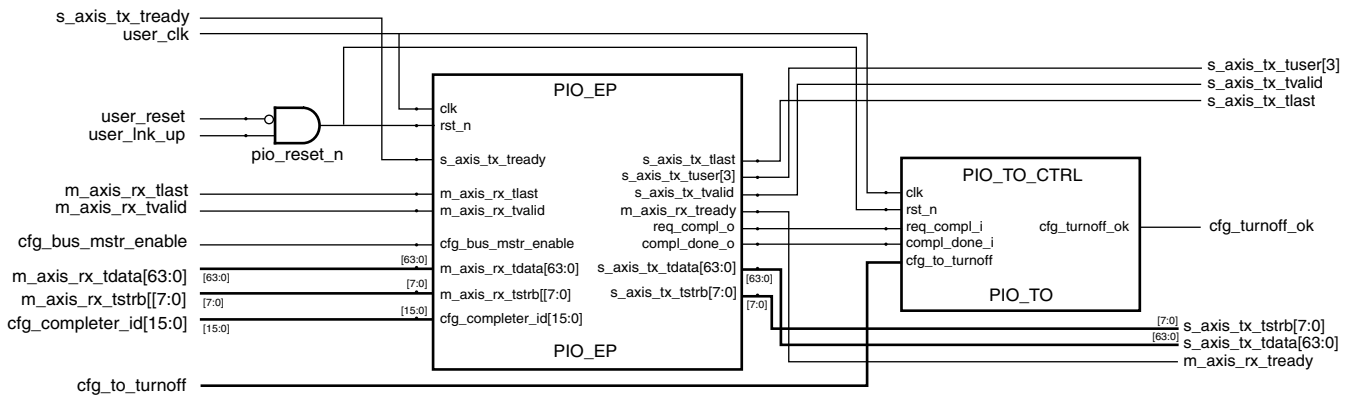 s_axis_tx_tready
user_clk
s_axis_tx_tuser[3]
s_axis_tx_tvalid
s_axis_tx_tlast
user_reset
user_lnk_up
pio_reset_n
PIO_EP
clk
rst_n
s_axis_tx_tready
m_axis_rx_tlast
m_axis_rx_tvalid
cfg_bus_mstr_enable
m_axis_rx_tdata[63:0]
m_axis_rx_tstrb[[7:0]
cfg_completer_id[15:0]
s_axis_tx_tlast
s_axis_tx_tuser[3]
s_axis_tx_tvalid
m_axis_rx_tready
req_compl_o
compl_done_o
s_axis_tx_tdata[63:0]
s_axis_tx_tstrb[7:0]
PIO_EP
m_axis_rx_tlast
m_axis_rx_tvalid
cfg_bus_mstr_enable
m_axis_rx_tdata[63:0]
[63:0]
[63:0]
m_axis_rx_tstrb[[7:0]
[7:0]
[7:0]
cfg_completer_id[15:0]
[15:0]
[15:0]
cfg_to_turnoff
[63:0]
[7:0]
PIO_TO_CTRL
clk
rst_n
req_compl_i
compl_done_i
cfg_to_turnoff
cfg_turnoff_ok
PIO_TO
cfg_turnoff_ok
[7:0]
s_axis_tx_tstrb[7:0]
[63:0]
s_axis_tx_tdata[63:0]
m_axis_rx_tready